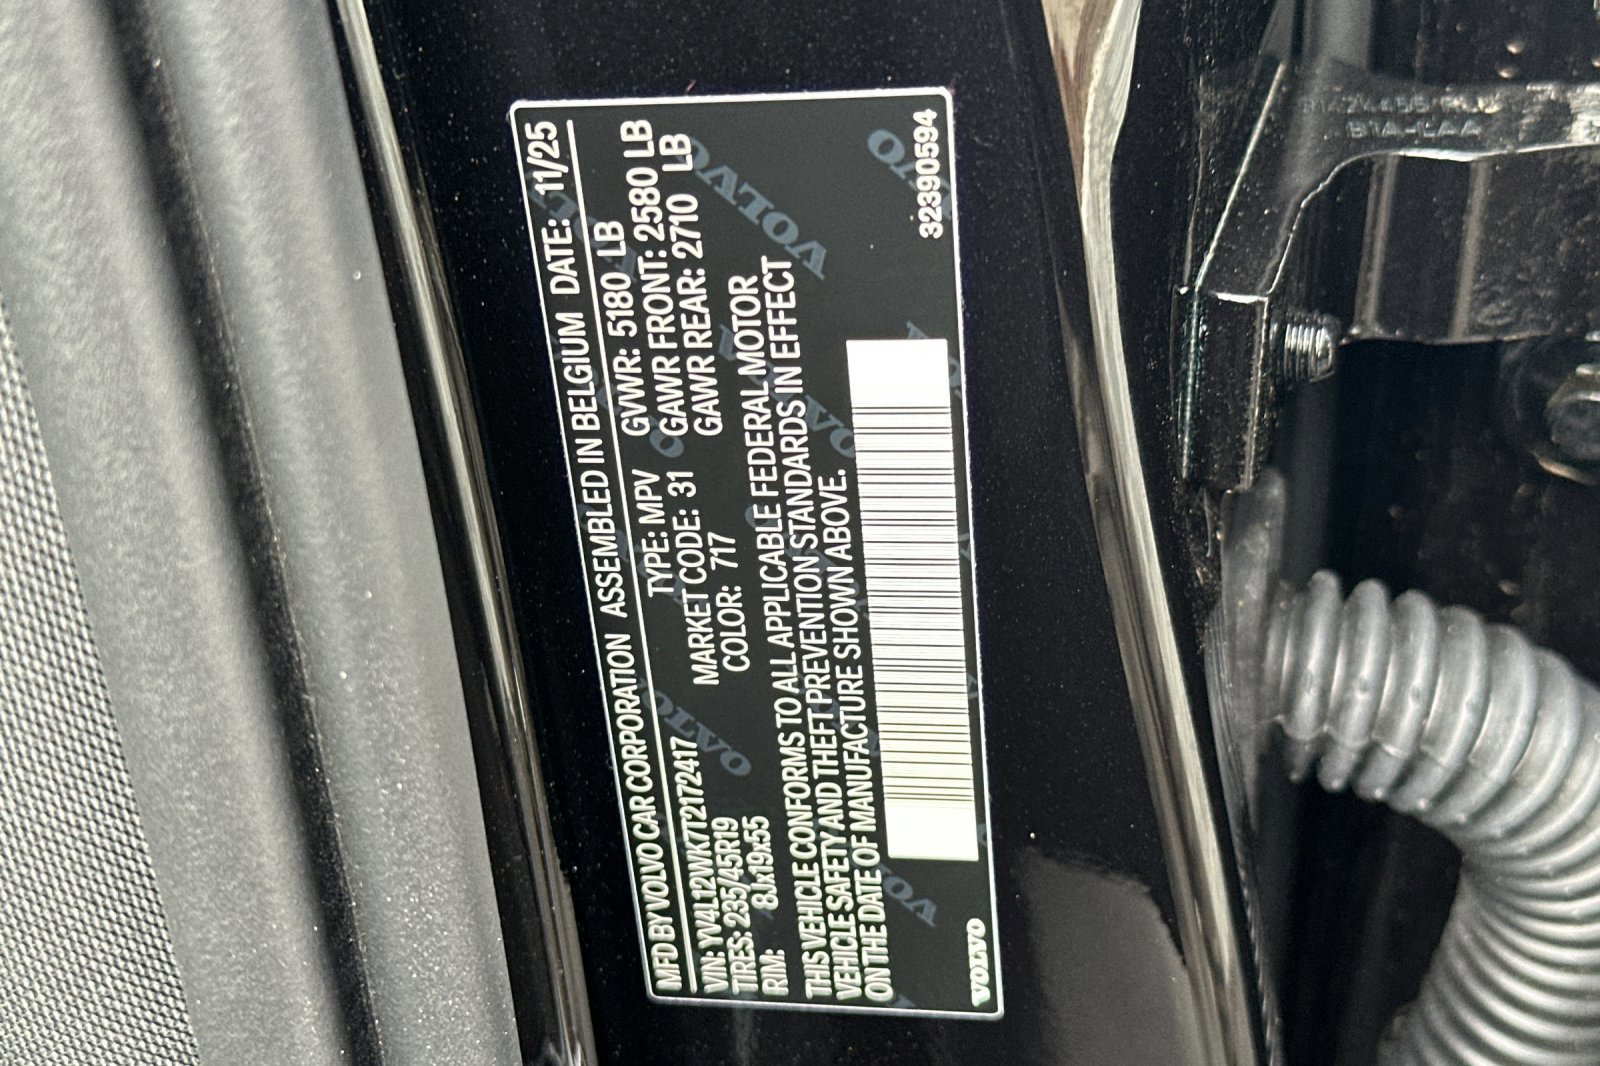 MFD BY VOLVO CAR CORPORATION ASSEMBLED IN BELGIUM DATE: 11/25
VIN: YV4L12WK7T2172417 TYPE: MPV GVWR: 5180 LB
TIRES: 235/45R19 MARKET CODE: 31 GAWR FRONT: 2580 LB
RIM: 8Jx19x55 COLOR: 717 GAWR REAR: 2710 LB
THIS VEHICLE CONFORMS TO ALL APPLICABLE FEDERAL MOTOR
VEHICLE SAFETY AND THEFT PREVENTION STANDARDS IN EFFECT
ON THE DATE OF MANUFACTURE SHOWN ABOVE.
VOLVO
32390594